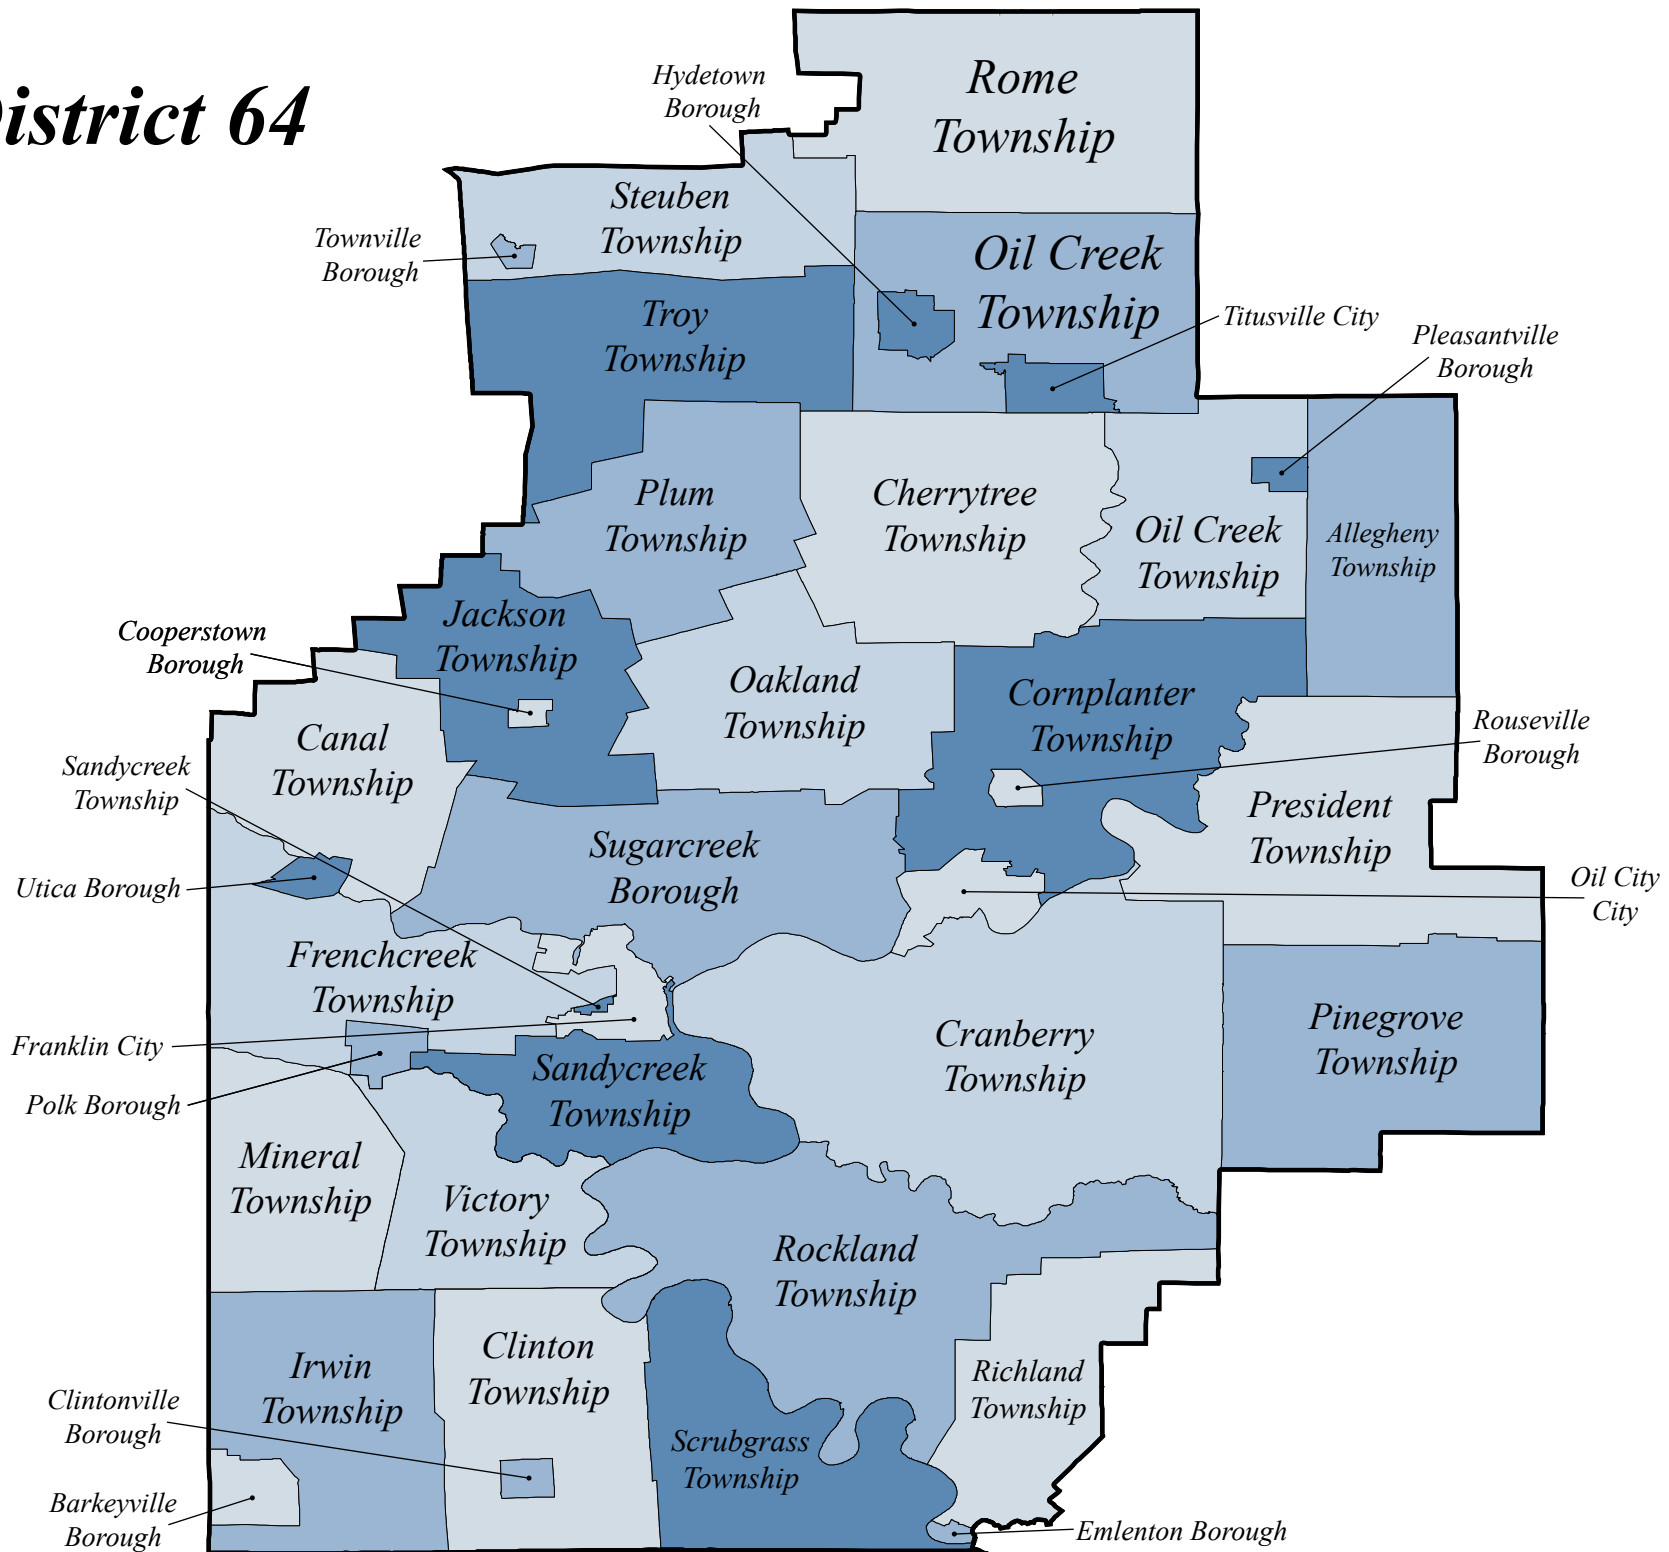 District 64
Rome
Township
Hydetown
Borough
Steuben
Township
Townville
Borough
Oil Creek
Township
Troy
Township
Titusville City
Pleasantville
Borough
Plum
Township
Cherrytree
Township
Oil Creek
Township
Allegheny
Township
Jackson
Township
Cooperstown
Borough
Oakland
Township
Cornplanter
Township
Rouseville
Borough
Canal
Township
Sandycreek
Township
President
Township
Sugarcreek
Borough
Utica Borough
Oil City
City
Frenchcreek
Township
Franklin City
Cranberry
Township
Pinegrove
Township
Sandycreek
Township
Polk Borough
Mineral
Township
Victory
Township
Rockland
Township
Irwin
Township
Clinton
Township
Richland
Township
Clintonville
Borough
Scrubgrass
Township
Barkeyville
Borough
Emlenton Borough